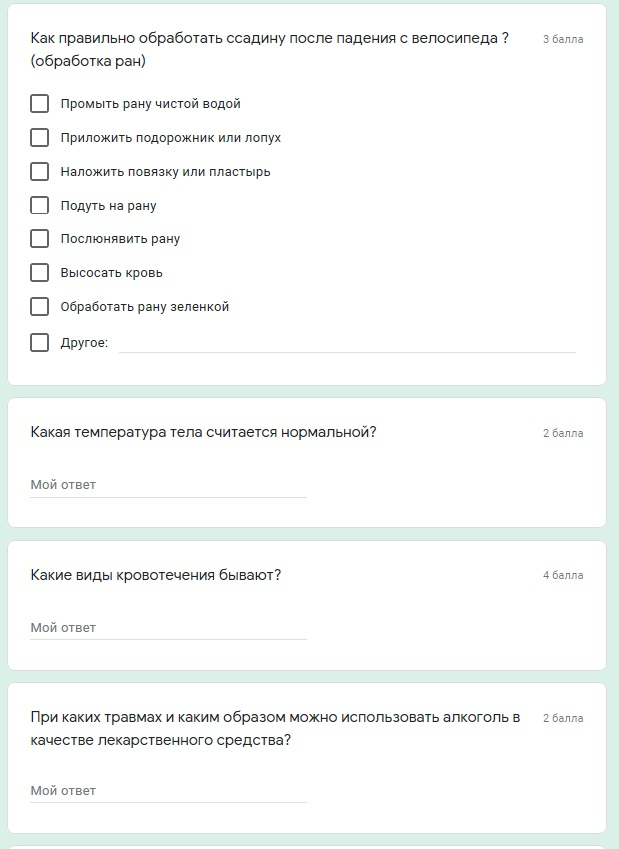 Как правильно обработать ссадину после падения с велосипеда ?
3 балла
(обработка ран)
Промыть рану чистой водой
Приложить подорожник или лопух
Наложить повязку или пластырь
Подуть на рану
Послюнявить рану
Высосать кровь
Обработать рану зеленкой
Другое:
Какая температура тела считается нормальной?
2 балла
Мой ответ
Какие виды кровотечения бывают?
4 балла
Мой ответ
При каких травмах и каким образом можно использовать алкоголь в
2 балла
качестве лекарственного средства?
Мой ответ